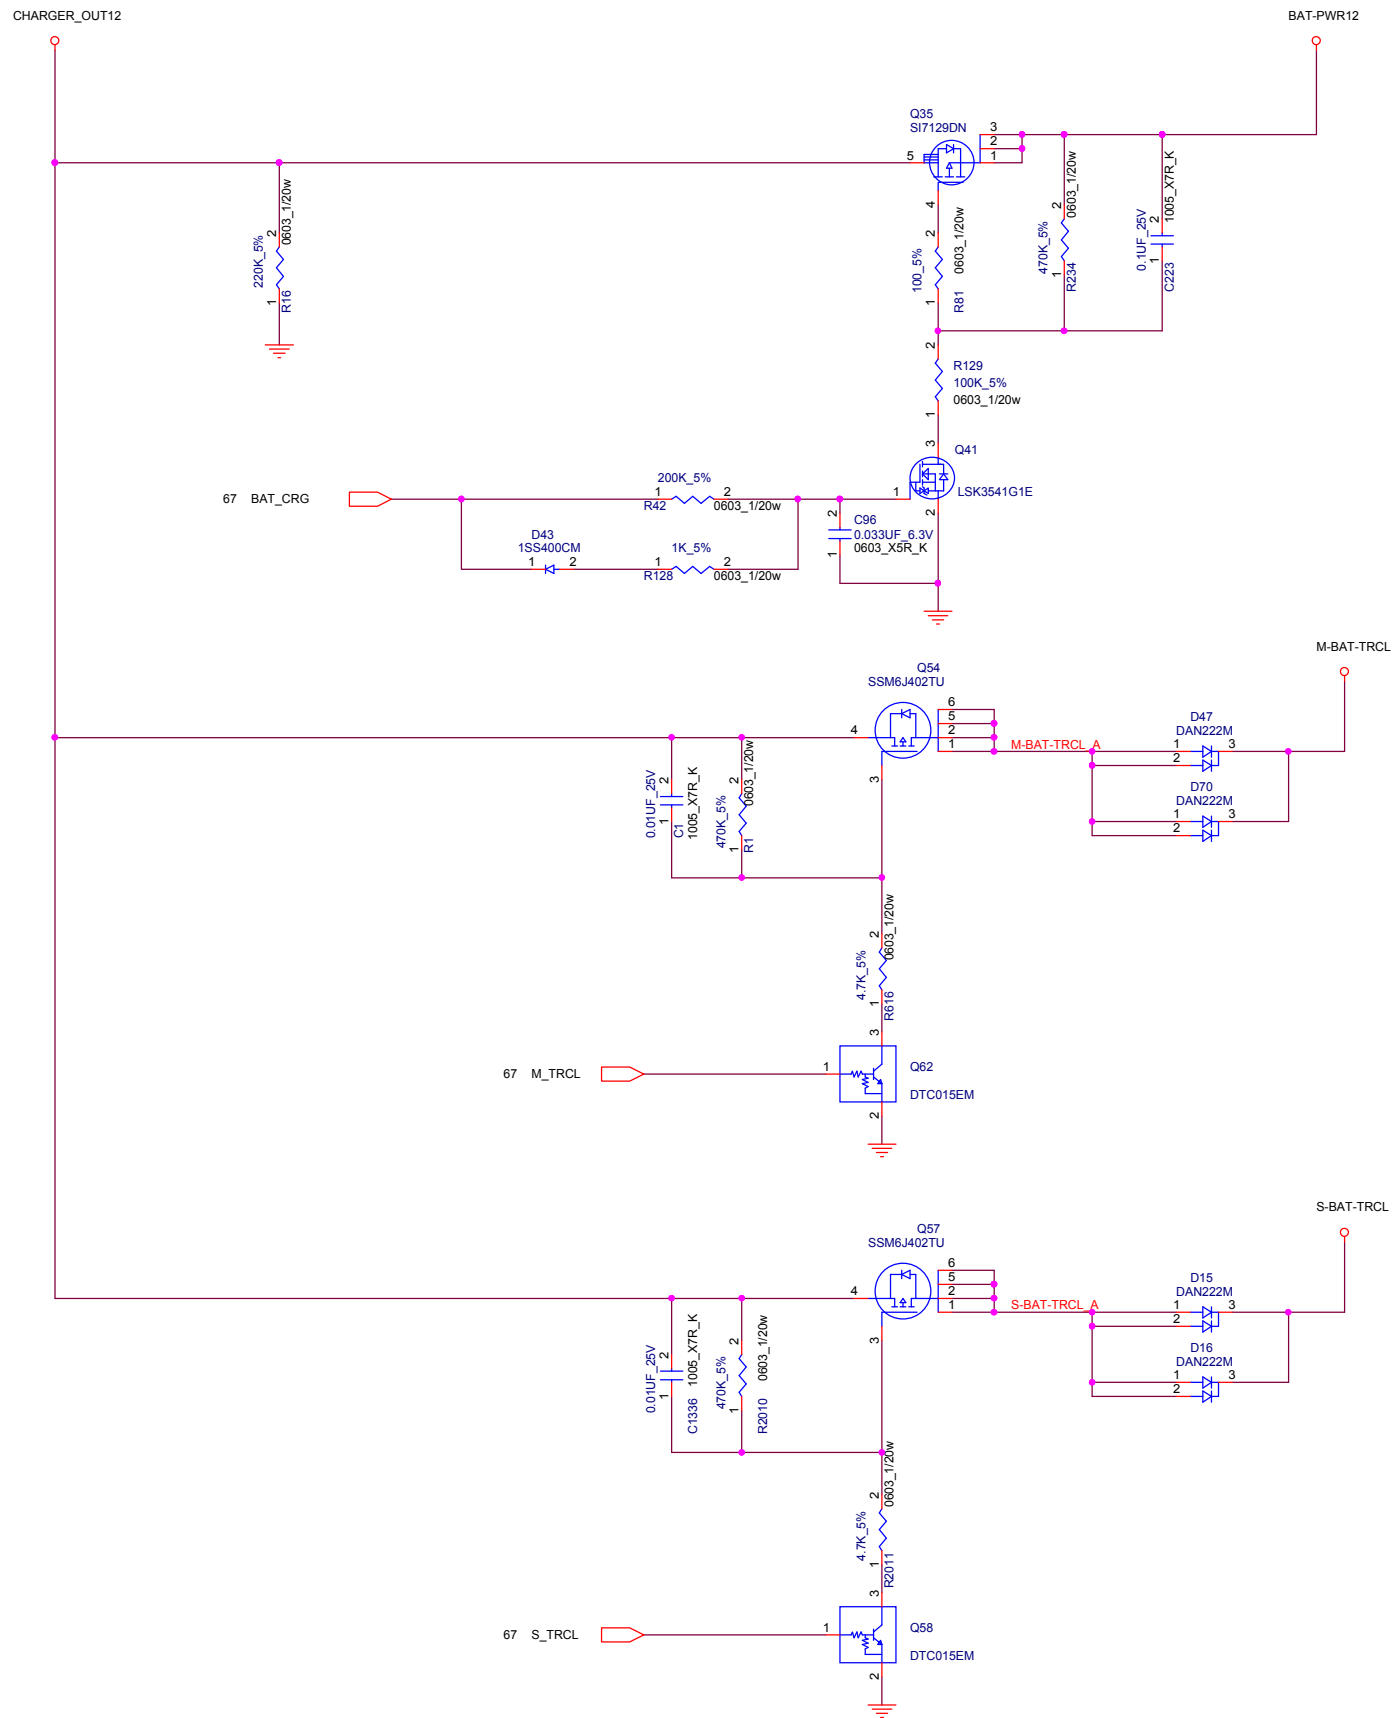 CHARGER_OUT12
BAT-PWR12
Q35
SI7129DN
3
2
1
5
4
2
0603_1/20w
220K_5%
1
R16
2
0603_1/20w
100_5%
1
R81
2
0603_1/20w
470K_5%
1
R234
2
1005_X7R_K
0.1UF_25V
1
C223
2
R129
100K_5%
0603_1/20w
1
3
Q41
LSK3541G1E
1
2
67 BAT_CRG
200K_5%
1
2
R42
0603_1/20w
D43
1SS400CM
1
2
1K_5%
1
2
R128
0603_1/20w
2
C96
0.033UF_6.3V
0603_X5R_K
1
M-BAT-TRCL
Q54
SSM6J402TU
6
5
2
1
4
3
M-BAT-TRCL_A
D47
DAN222M
1
2
3
D70
DAN222M
1
2
3
0.01UF_25V
2
1
C1
1005_X7R_K
470K_5%
2
1
R1
0603_1/20w
2
0603_1/20w
4.7K_5%
1
R616
3
67 M_TRCL
1
Q62
DTC015EM
2
S-BAT-TRCL
Q57
SSM6J402TU
6
5
2
1
4
3
S-BAT-TRCL_A
D15
DAN222M
1
2
3
D16
DAN222M
1
2
3
0.01UF_25V
2
1
C1336
1005_X7R_K
470K_5%
2
1
R2010
0603_1/20w
2
0603_1/20w
4.7K_5%
1
R2011
3
67 S_TRCL
1
Q58
DTC015EM
2